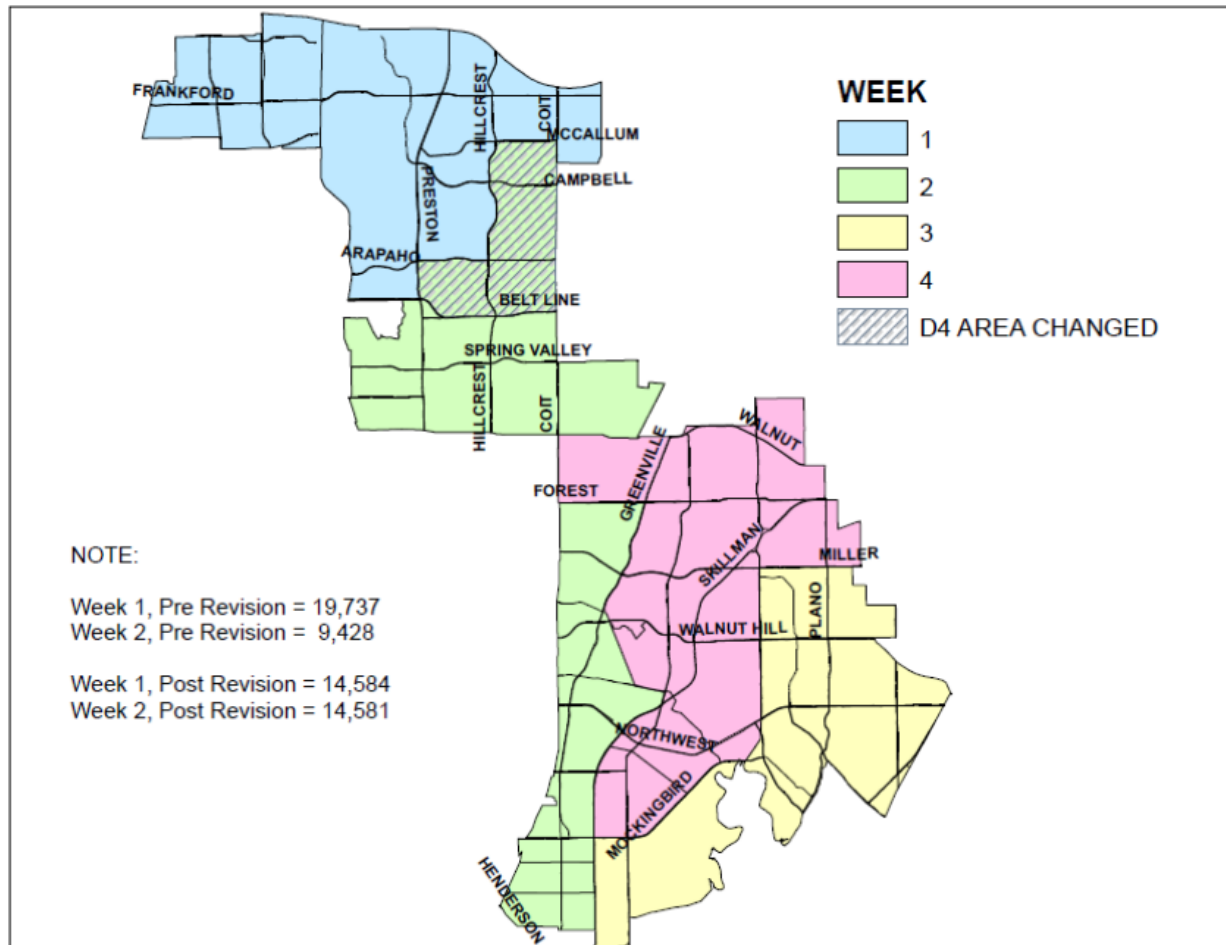 WEEK
1
2
3
4
D4 AREA CHANGED
FRANKFORD
HILLCREST
COIT
MCCALLUM
CAMPBELL
PRESTON
ARAPAHO
BELT LINE
SPRING VALLEY
HILLCREST
COIT
WALNUT
GREENVILLE
FOREST
SKILLMAN
MILLER
PLANO
WALNUT HILL
NORTHWEST
MOCKINGBIRD
HENDERSON
NOTE:
Week 1, Pre Revision = 19,737
Week 2, Pre Revision = 9,428
Week 1, Post Revision = 14,584
Week 2, Post Revision = 14,581